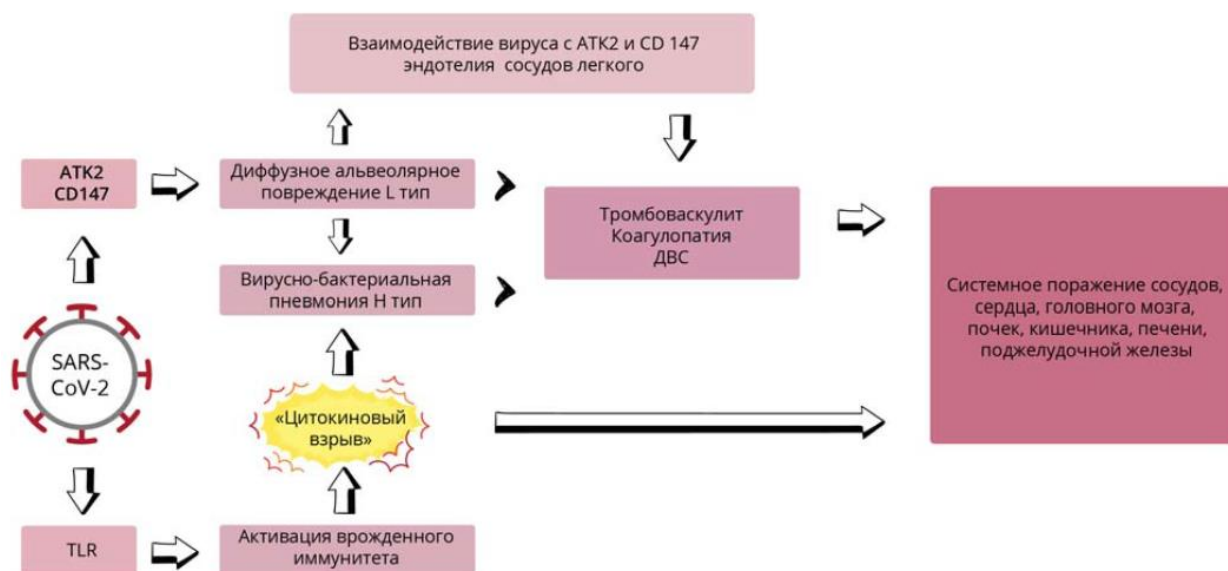 Взаимодействие вируса с АТК2 и CD 147
эндотелия сосудов легкого
АТК2
CD147
Диффузное альвеолярное
повреждение L тип
Тромбоваскулит
Коагулопатия
ДВС
Вирусно-бактериальная
пневмония Н тип
Системное поражение сосудов,
сердца, головного мозга,
почек, кишечника, печени,
поджелудочной железы
SARS-
CoV-2
«Цитокиновый
взрыв»
TLR
Активация врожденного
иммунитета